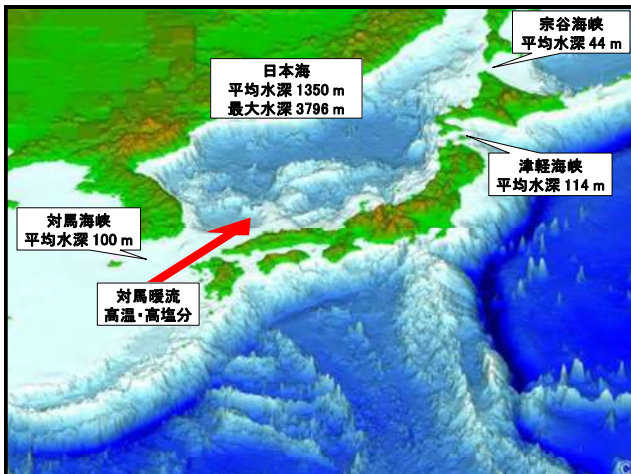 宗谷海峡
平均水深 44 m
日本海
平均水深 1350 m
最大水深 3796 m
津軽海峡
平均水深 114 m
対馬海峡
平均水深 100 m
対馬暖流
高温・高塩分